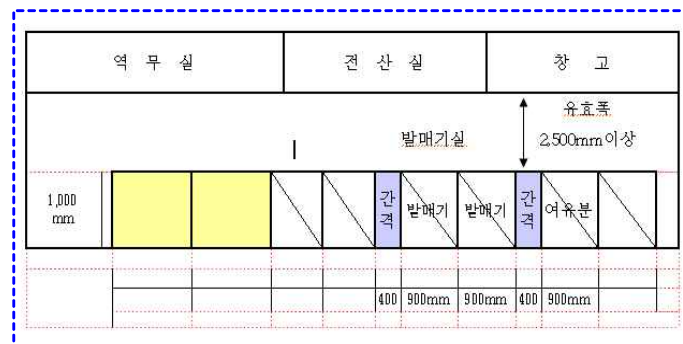 역 무 실
전 산 실
창 고
유효폭
2,500mm이상
발매기실
1,000
mm
간
격
발매기
발매기
간
격
여유분
400
900mm
900mm
400
900mm